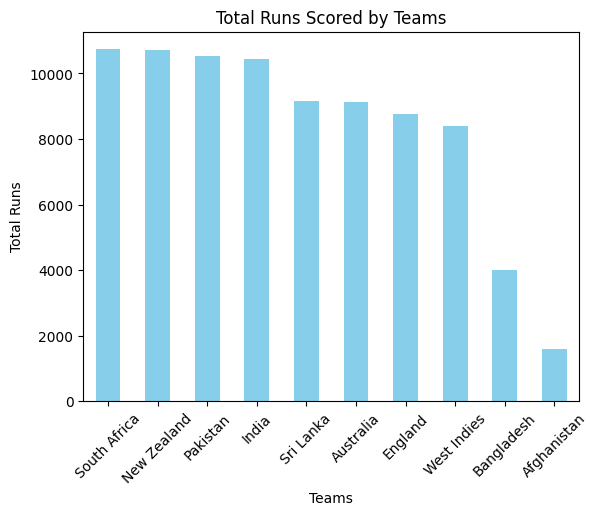 Total Runs Scored by Teams
Total Runs
10000
8000
6000
4000
2000
0
South Africa
New Zealand
Pakistan
India
Sri Lanka
Australia
England
West Indies
Bangladesh
Afghanistan
Teams